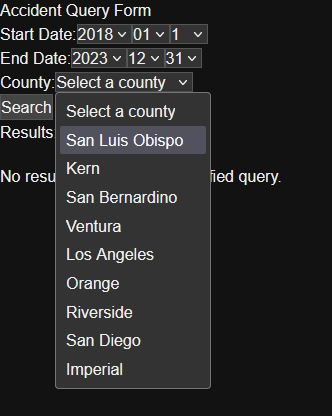 Accident Query Form
Start Date: 2018 01 1
End Date: 2023 12 31
County: Select a county
Search
Select a county
Results
San Luis Obispo
Kern
No resu fied query.
San Bernardino
Ventura
Los Angeles
Orange
Riverside
San Diego
Imperial